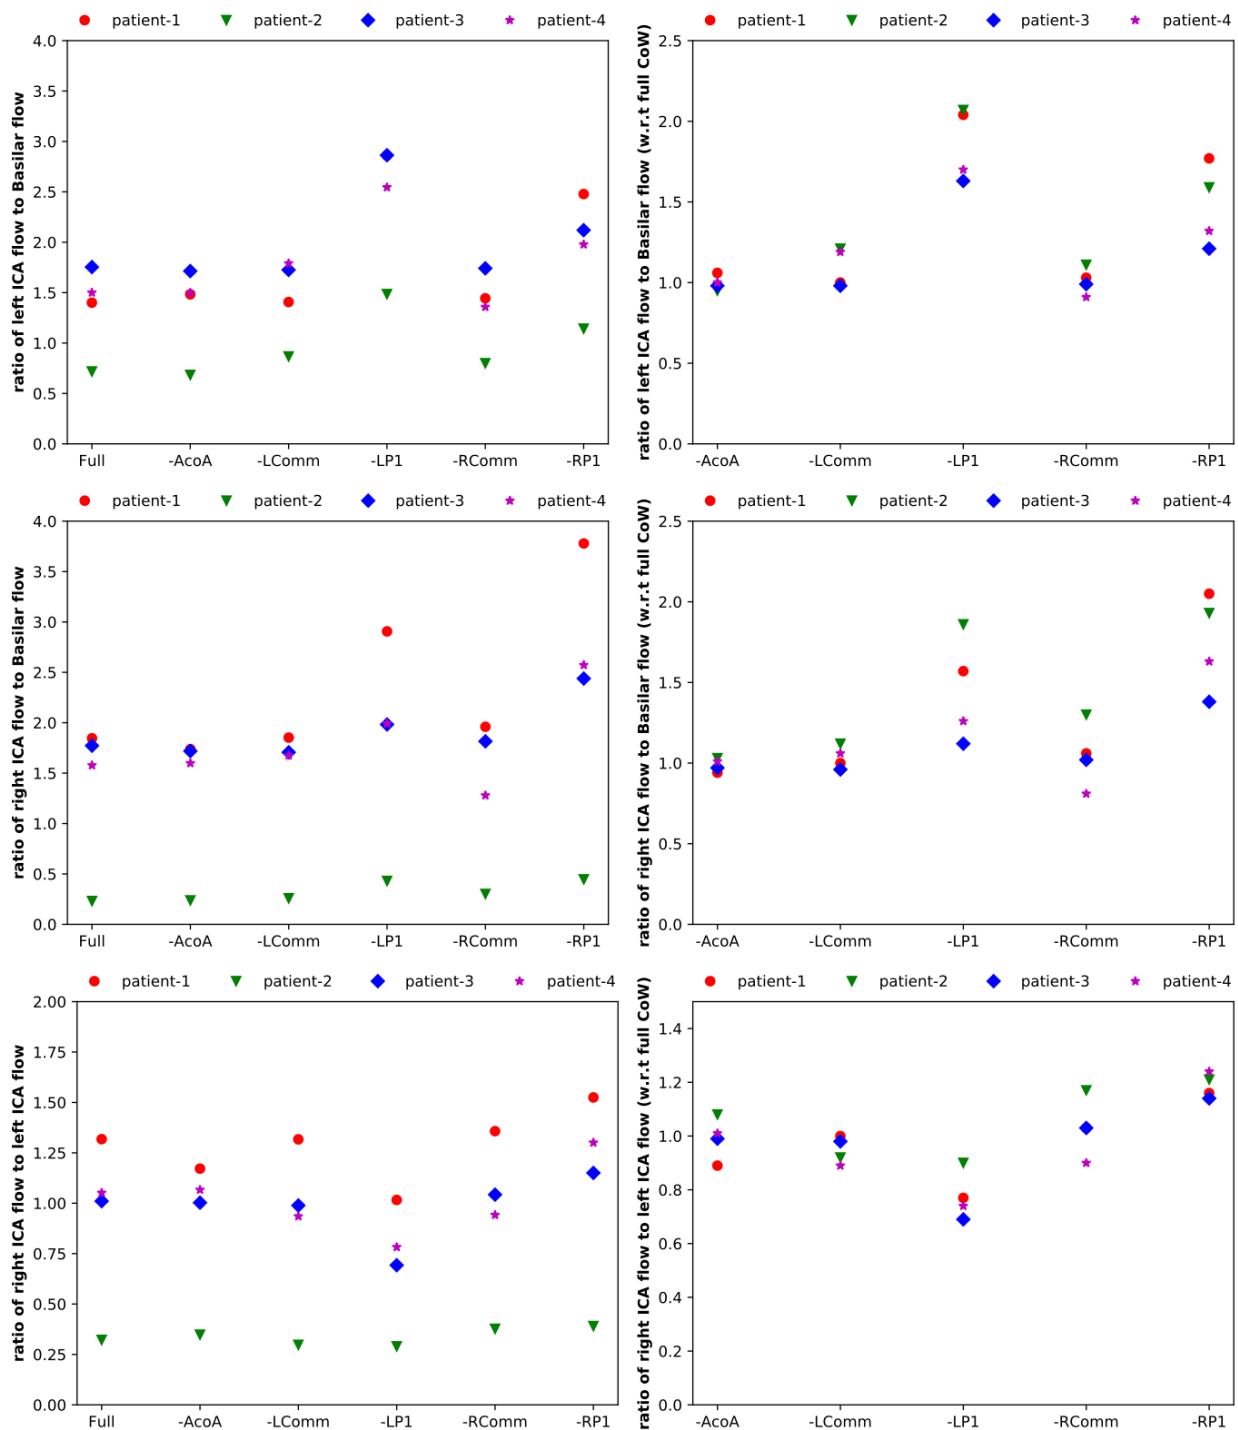 patient-1 patient-2 patient-3 patient-4
ratio of left ICA flow to Basilar flow
4.0
3.5
3.0
2.5
2.0
1.5
1.0
0.5
0.0
Full -AcoA -LComm -LP1 -RComm -RP1
patient-1 patient-2 patient-3 patient-4
ratio of left ICA flow to Basilar flow (w.r.t full CoW)
2.5
2.0
1.5
1.0
0.5
0.0
-AcoA -LComm -LP1 -RComm -RP1
patient-1 patient-2 patient-3 patient-4
ratio of right ICA flow to Basilar flow
4.0
3.5
3.0
2.5
2.0
1.5
1.0
0.5
0.0
Full -AcoA -LComm -LP1 -RComm -RP1
patient-1 patient-2 patient-3 patient-4
ratio of right ICA flow to Basilar flow (w.r.t full CoW)
2.5
2.0
1.5
1.0
0.5
0.0
-AcoA -LComm -LP1 -RComm -RP1
patient-1 patient-2 patient-3 patient-4
ratio of right ICA flow to left ICA flow
2.00
1.75
1.50
1.25
1.00
0.75
0.50
0.25
0.00
Full -AcoA -LComm -LP1 -RComm -RP1
patient-1 patient-2 patient-3 patient-4
ratio of right ICA flow to left ICA flow (w.r.t full CoW)
1.4
1.2
1.0
0.8
0.6
0.4
0.2
0.0
-AcoA -LComm -LP1 -RComm -RP1